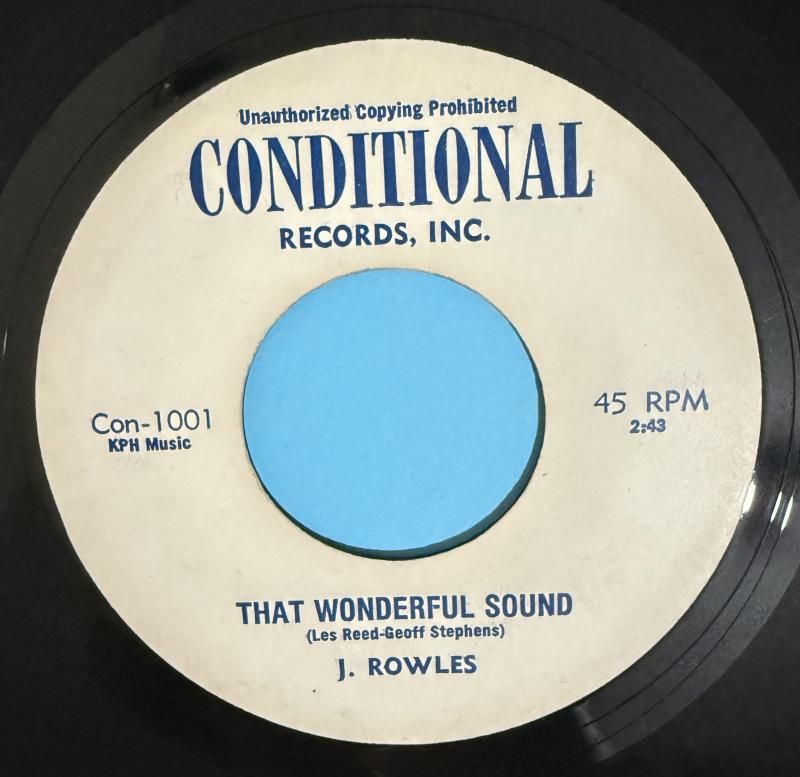 Unauthorized Copying Prohibited
CONDITIONAL
RECORDS, INC.
Con-1001
KPH Music
45 RPM
2:43
THAT WONDERFUL SOUND
(Les Reed-Geoff Stephens)
J. ROWLES